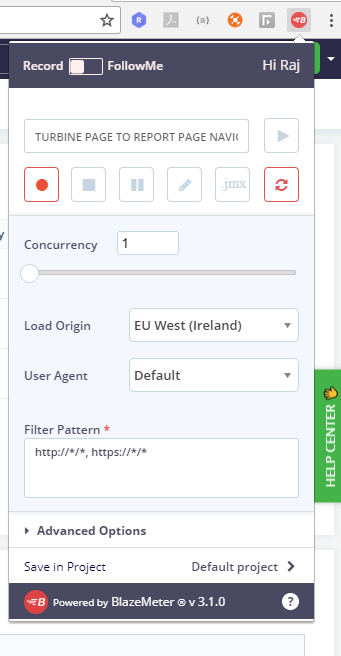 Record FollowMe Hi Raj
TURBINE PAGE TO REPORT PAGE NAVIG
.jmx
Concurrency 1
Load Origin EU West (Ireland)
User Agent Default
Filter Pattern *
http://*/*, https://*/*
HELP CENTER
Advanced Options
Save in Project Default project
B Powered by BlazeMeter ® v 3.1.0 ?